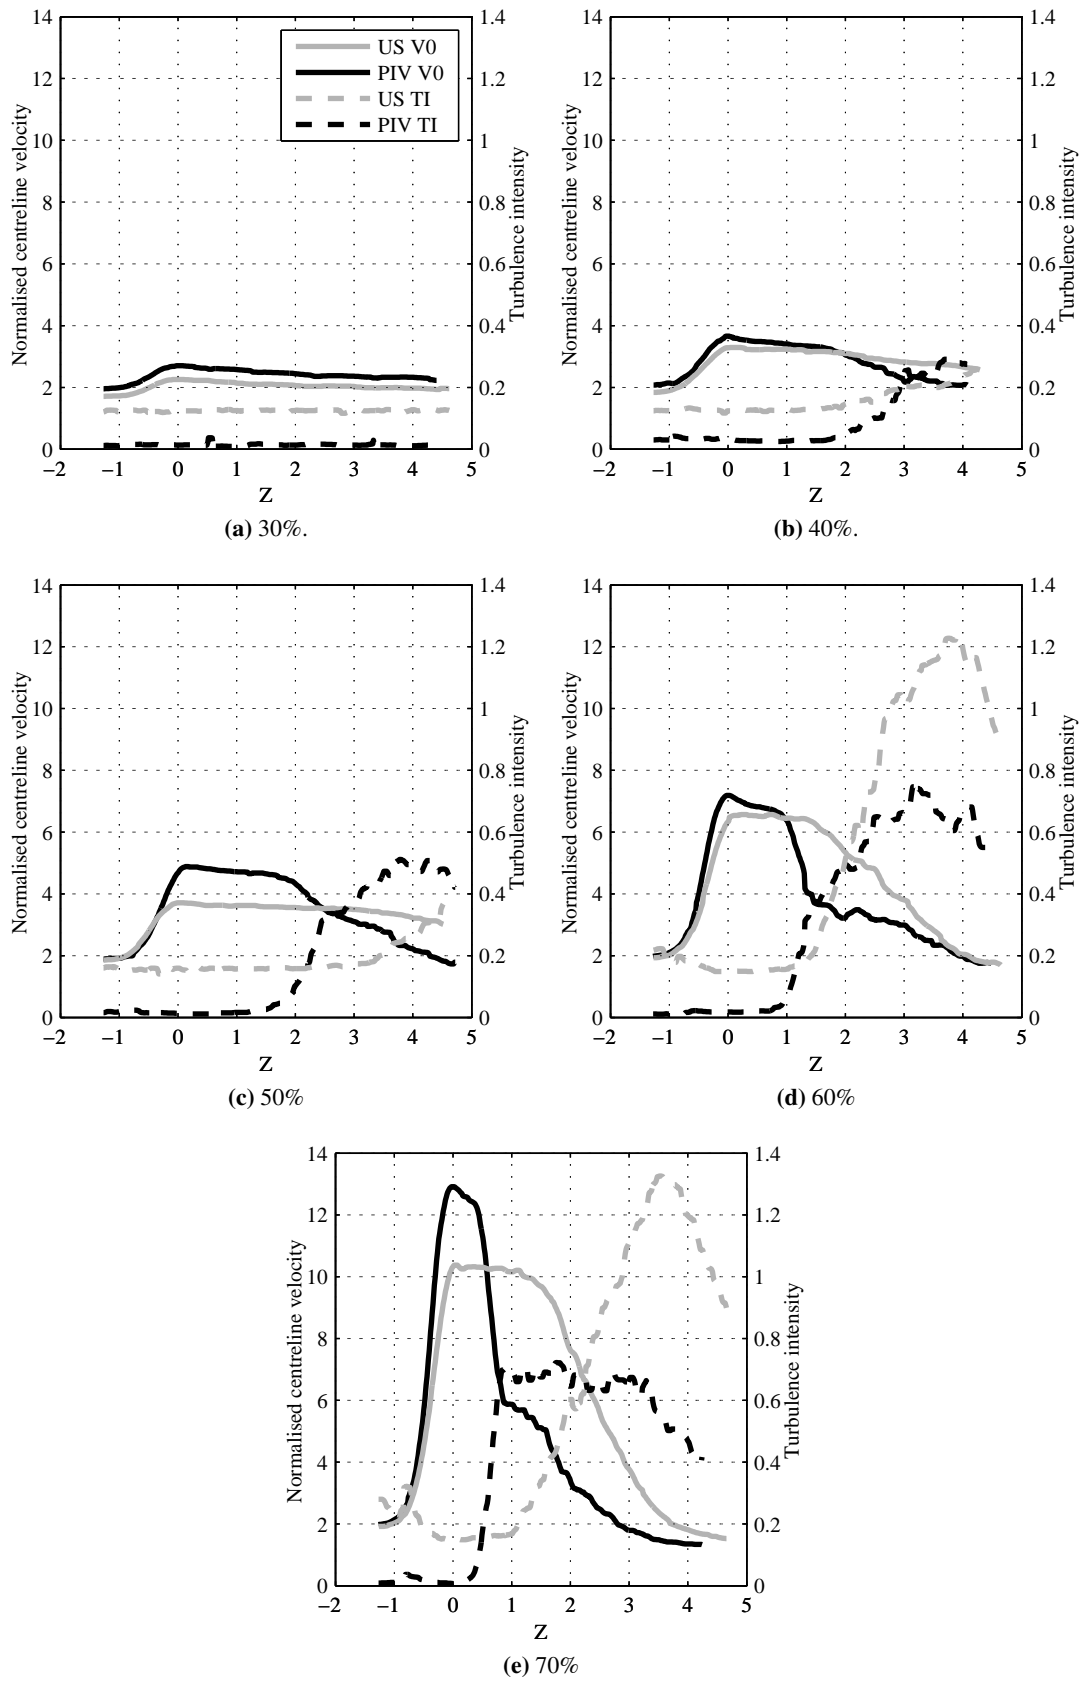 14
12
10
8
6
4
2
0
1.4
1.2
1
0.8
0.6
0.4
0.2
0
−2 −1 0 1 2 3 4 5
Normalised centreline velocity
Turbulence intensity
US V0
PIV V0
US TI
PIV TI
z
(a) 30%.
14
12
10
8
6
4
2
0
1.4
1.2
1
0.8
0.6
0.4
0.2
0
−2 −1 0 1 2 3 4 5
Normalised centreline velocity
Turbulence intensity
z
(b) 40%.
14
12
10
8
6
4
2
0
1.4
1.2
1
0.8
0.6
0.4
0.2
0
−2 −1 0 1 2 3 4 5
Normalised centreline velocity
Turbulence intensity
z
(c) 50%
14
12
10
8
6
4
2
0
1.4
1.2
1
0.8
0.6
0.4
0.2
0
−2 −1 0 1 2 3 4 5
Normalised centreline velocity
Turbulence intensity
z
(d) 60%
14
12
10
8
6
4
2
0
1.4
1.2
1
0.8
0.6
0.4
0.2
0
−2 −1 0 1 2 3 4 5
Normalised centreline velocity
Turbulence intensity
z
(e) 70%